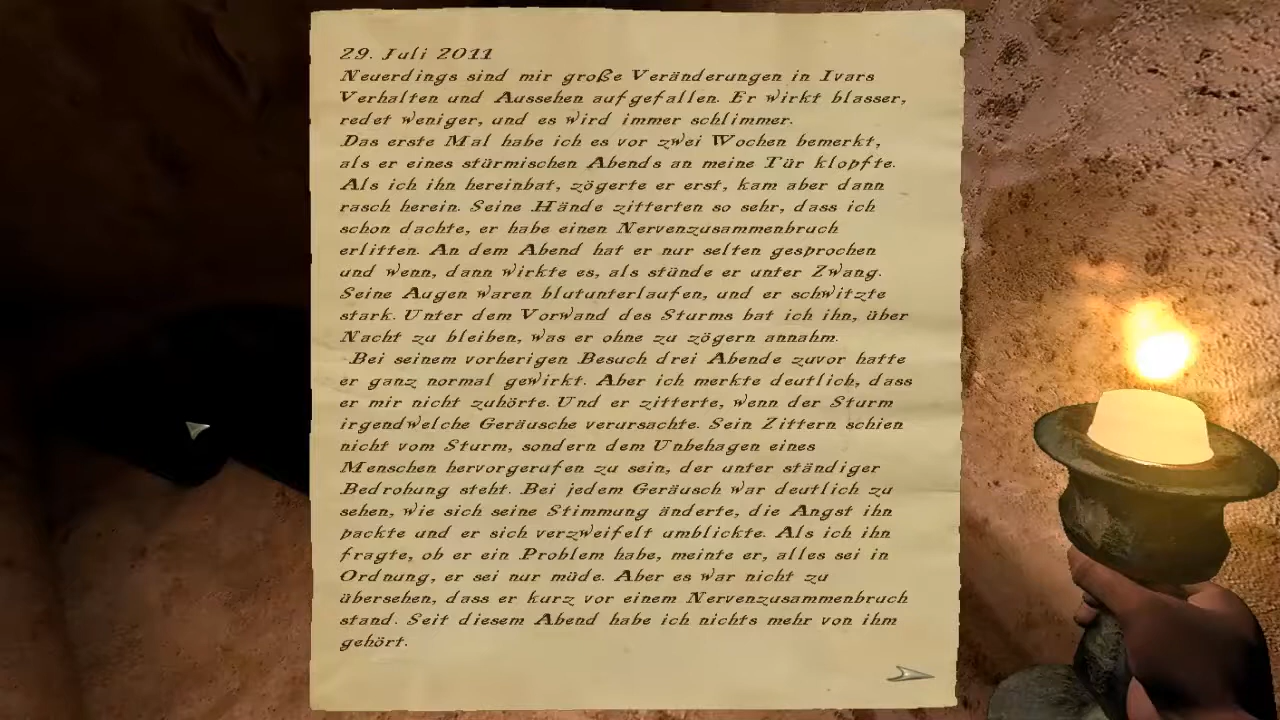 29. Juli 2011
Neuerdings sind mir große Veränderungen in Ivars
Verhalten und Aussehen aufgefallen. Er wirkt blasser,
redet weniger, und es wird immer schlimmer.
Das erste Mal habe ich es vor zwei Wochen bemerkt,
als er eines stürmischen Abends an meine Tür klopfte.
Als ich ihn hereinbat, zögerte er erst, kam aber dann
rasch herein. Seine Hände zitterten so sehr, dass ich
schon dachte, er habe einen Nervenzusammenbruch
erlitten. An dem Abend hat er nur selten gesprochen
und wenn, dann wirkte es, als stünde er unter Zwang.
Seine Augen waren blutunterlaufen, und er schwitzte
stark. Unter dem Vorwand des Sturms bat ich ihn, über
Nacht zu bleiben, was er ohne zu zögern annahm.
Bei seinem vorherigen Besuch drei Abende zuvor hatte
er ganz normal gewirkt. Aber ich merkte deutlich, dass
er mir nicht zuhörte. Und er zitterte, wenn der Sturm
irgendwelche Geräusche verursachte. Sein Zittern schien
nicht vom Sturm, sondern dem Unbehagen eines
Menschen hervorgerufen zu sein, der unter ständiger
Bedrohung steht. Bei jedem Geräusch war deutlich zu
sehen, wie sich seine Stimmung änderte, die Angst ihn
packte und er sich verzweifelt umblickte. Als ich ihn
fragte, ob er ein Problem habe, meinte er, alles sei in
Ordnung, er sei nur müde. Aber es war nicht zu
übersehen, dass er kurz vor einem Nervenzusammenbruch
stand. Seit diesem Abend habe ich nichts mehr von ihm
gehört.